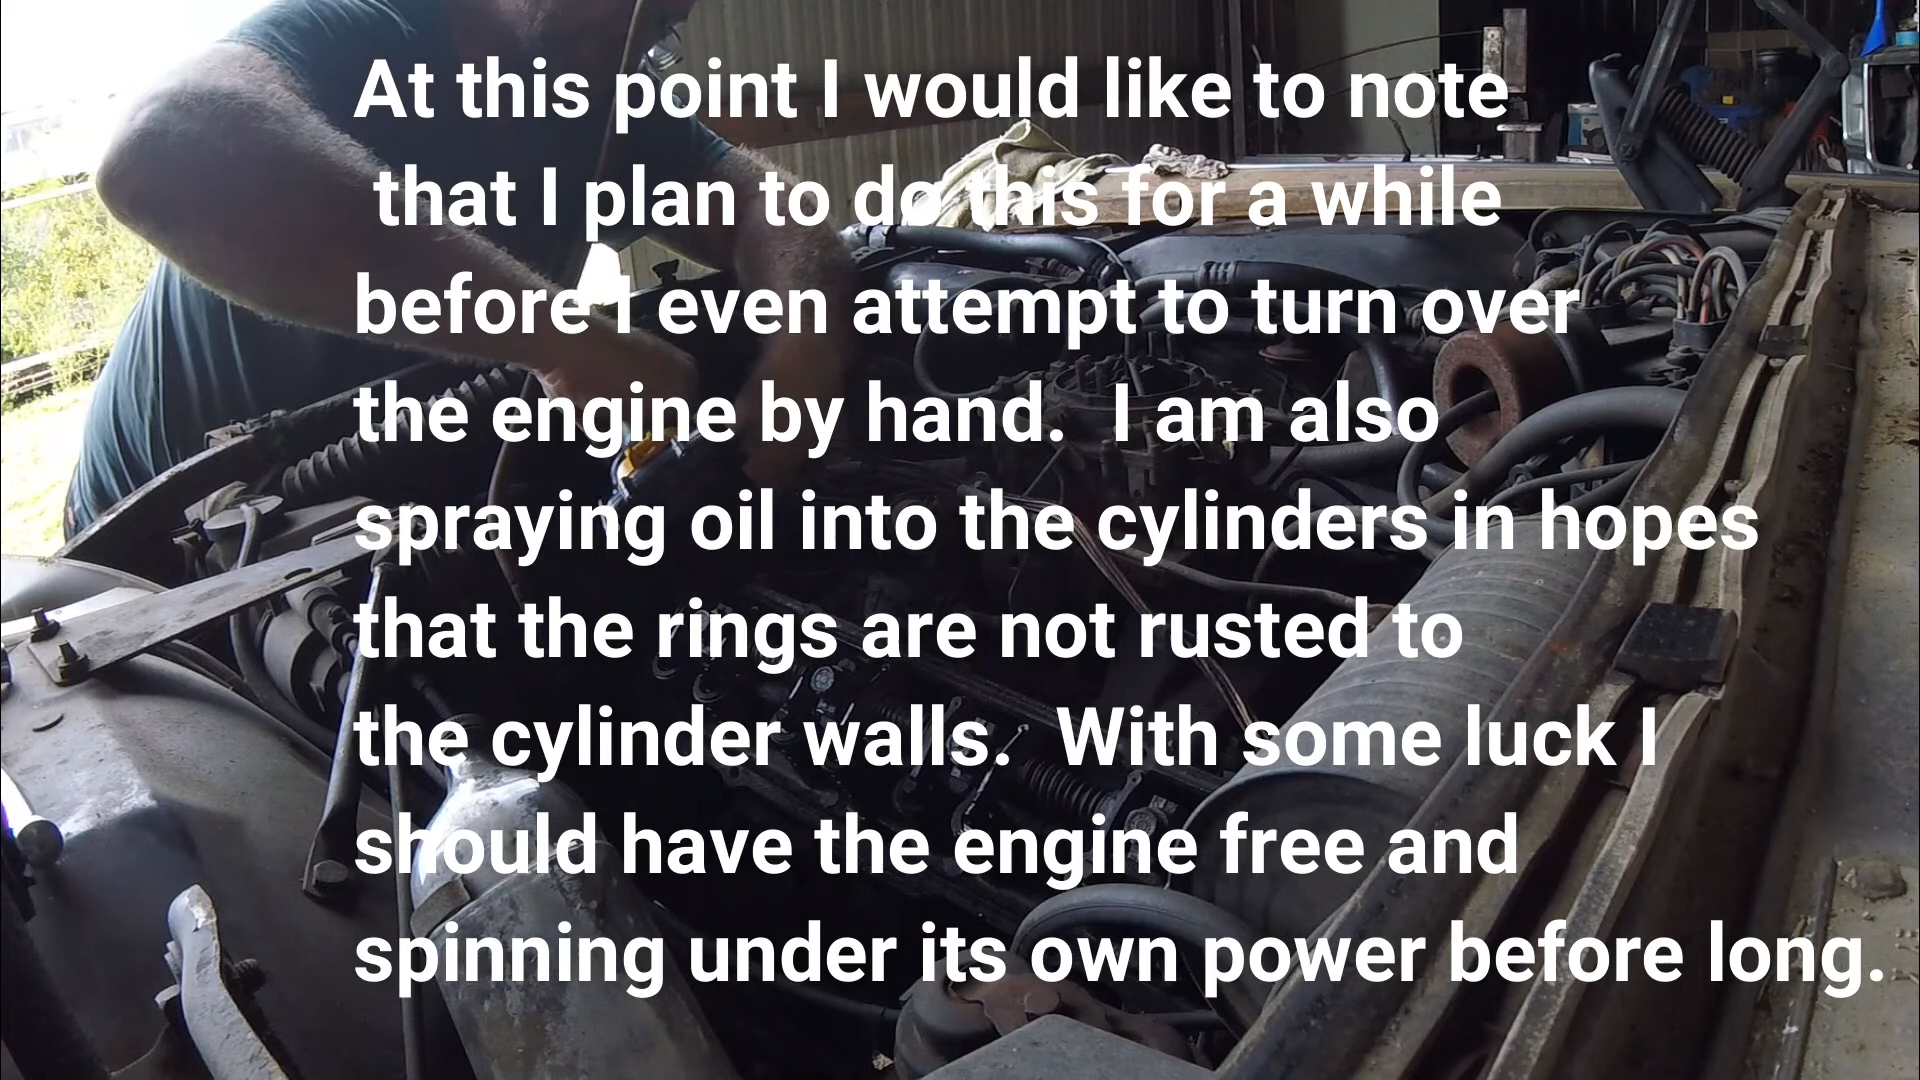 At this point I would like to note
that I plan to do this for a while
before I even attempt to turn over
the engine by hand.  I am also
spraying oil into the cylinders in hopes
that the rings are not rusted to
the cylinder walls.  With some luck I
should have the engine free and
spinning under its own power before long.